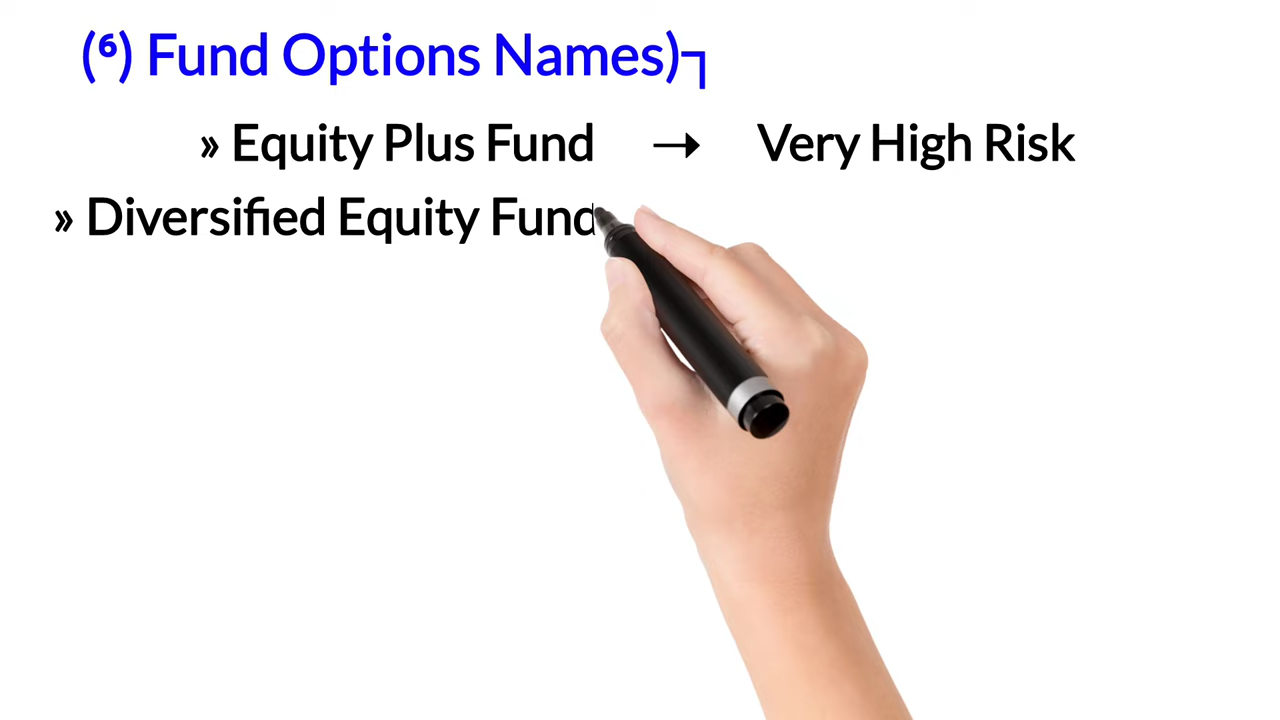 (⁶) Fund Options Names)┐
» Equity Plus Fund → Very High Risk
» Diversified Equity Fund